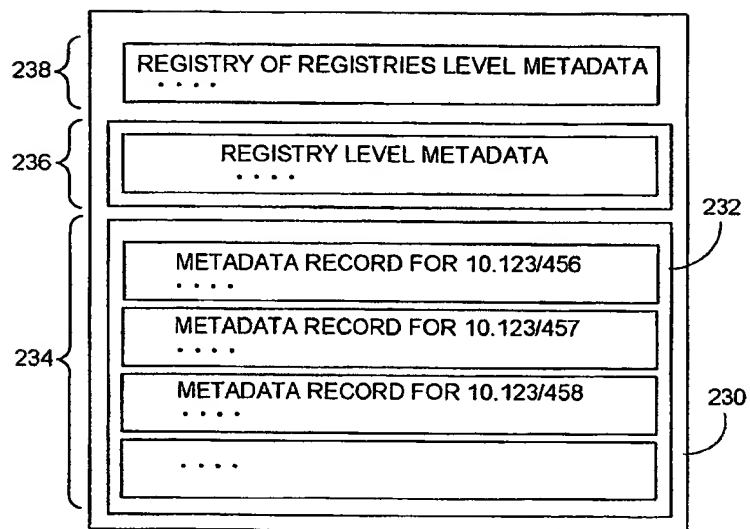 238
REGISTRY OF REGISTRIES LEVEL METADATA
. . . .
236
REGISTRY LEVEL METADATA
. . . .
232
METADATA RECORD FOR 10.123/456
. . . .
METADATA RECORD FOR 10.123/457
. . . .
234
METADATA RECORD FOR 10.123/458
. . . .
230
. . . .